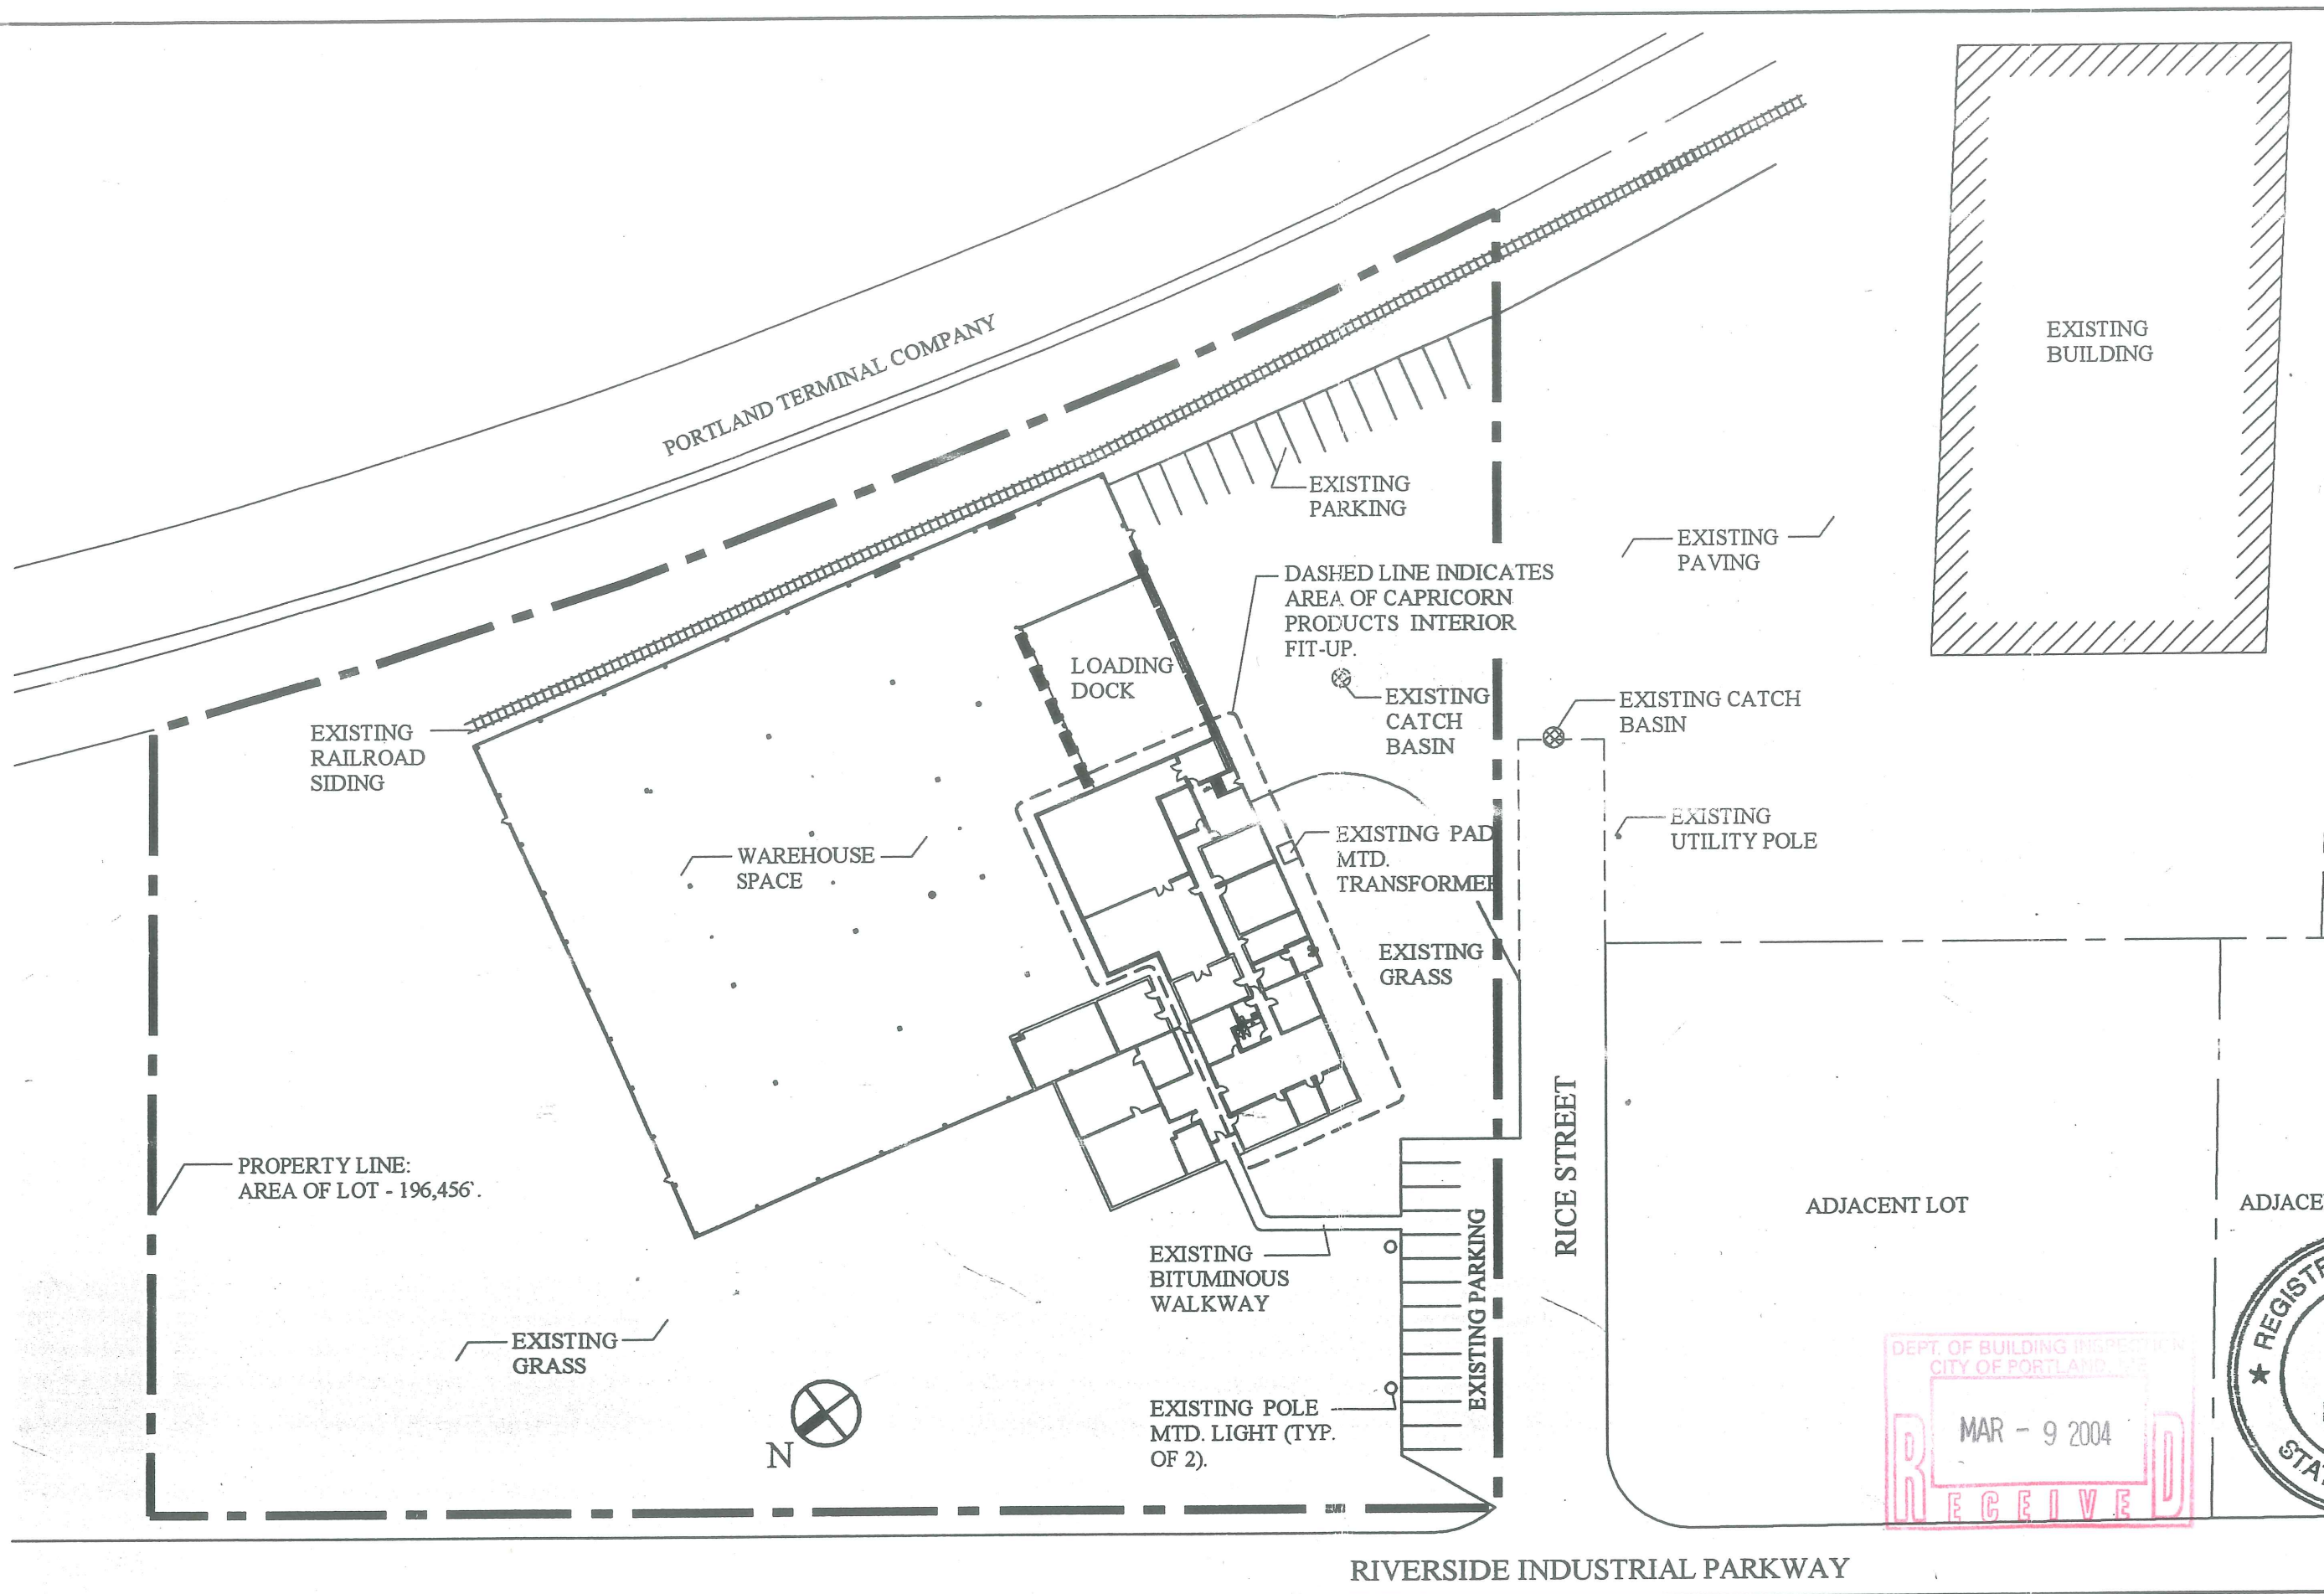 EXISTING
BUILDING
PORTLAND TERMINAL COMPANY
EXISTING
PARKING
EXISTING
PAVING
DASHED LINE INDICATES
AREA OF CAPRICORN
PRODUCTS INTERIOR
FIT-UP.
LOADING
DOCK
EXISTING
CATCH
BASIN
EXISTING CATCH
BASIN
EXISTING
RAILROAD
SIDING
EXISTING PAD
MTD.
TRANSFORMER
EXISTING
UTILITY POLE
WAREHOUSE
SPACE
EXISTING
GRASS
PROPERTY LINE:
AREA OF LOT - 196,456'.
RICE STREET
ADJACENT LOT
ADJACE
EXISTING
BITUMINOUS
WALKWAY
EXISTING PARKING
EXISTING
GRASS
EXISTING POLE
MTD. LIGHT (TYP.
OF 2).
N
DEPT. OF BUILDING INSPECTION
CITY OF PORTLAND, ME
MAR - 9 2004
RECEIVED
★ REGISTE
STAT
RIVERSIDE INDUSTRIAL PARKWAY